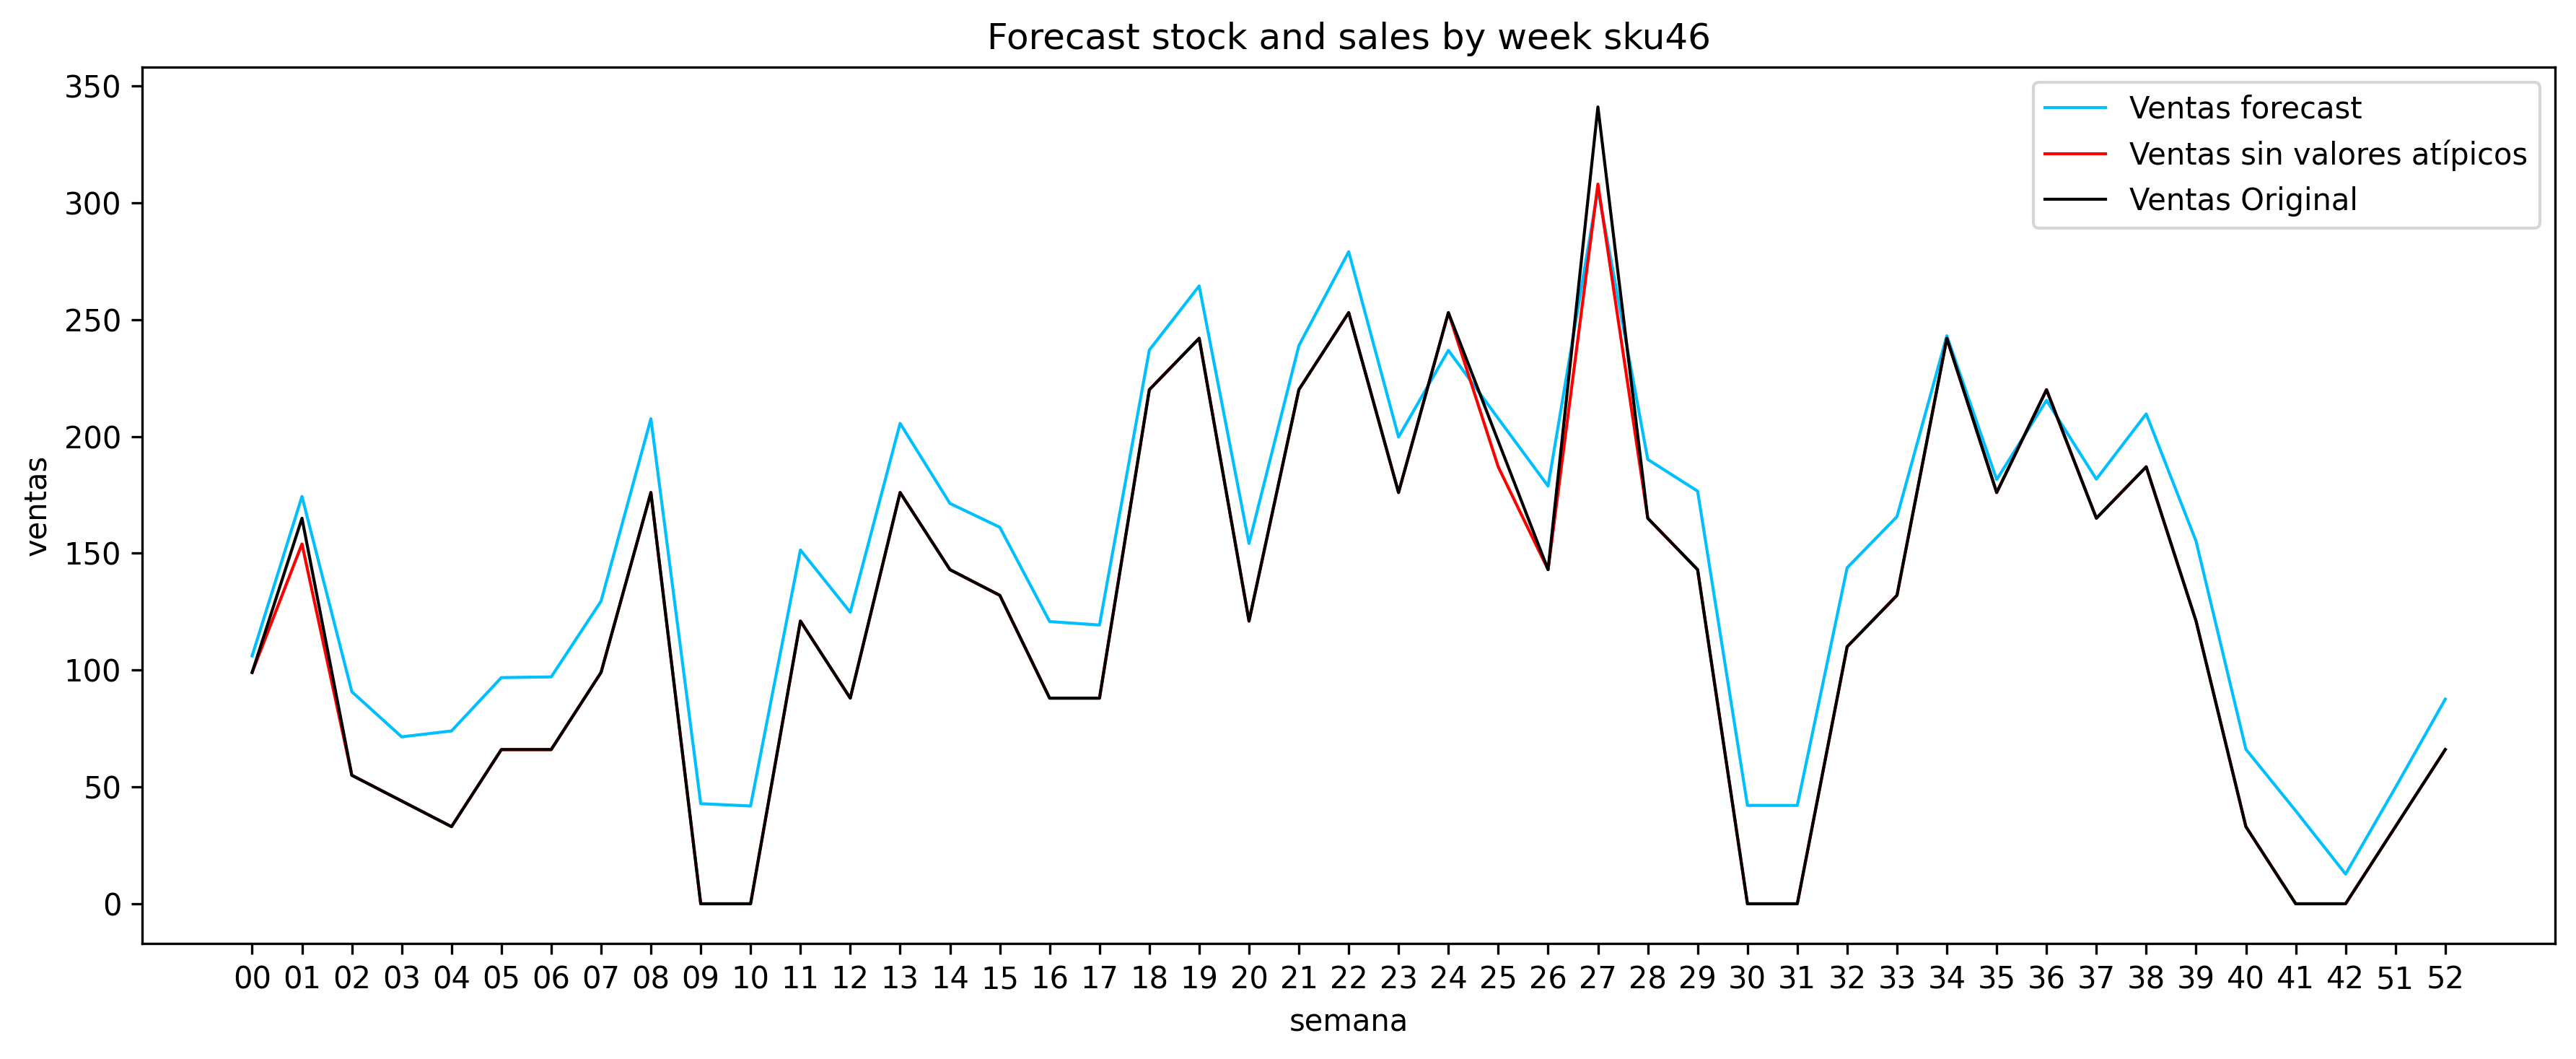 Forecast stock and sales by week sku46
350
300
250
200
150
100
50
0
ventas
Ventas forecast
Ventas sin valores atípicos
Ventas Original
00 01 02 03 04 05 06 07 08 09 10 11 12 13 14 15 16 17 18 19 20 21 22 23 24 25 26 27 28 29 30 31 32 33 34 35 36 37 38 39 40 41 42 51 52
semana